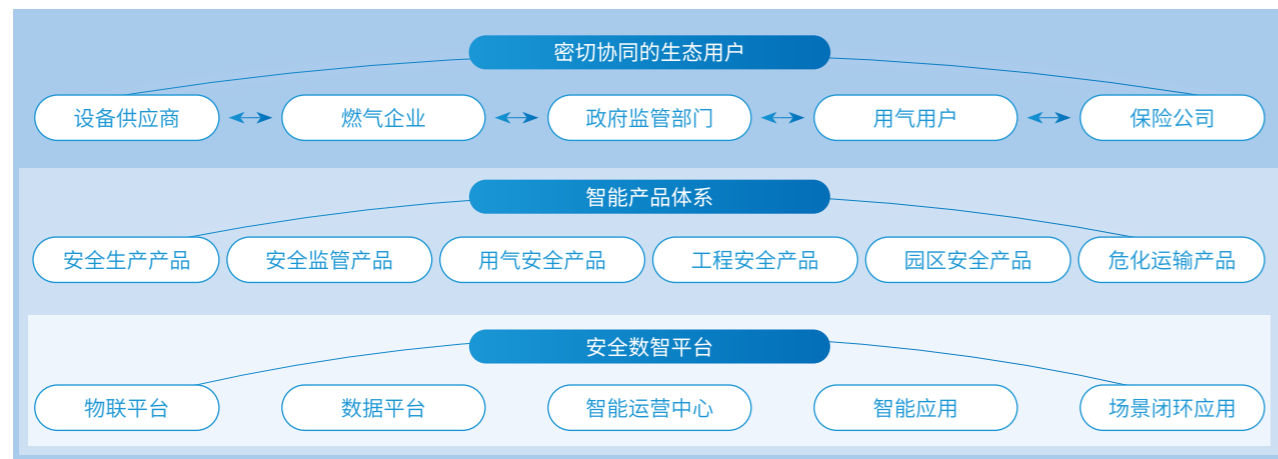 密切协同的生态用户
设备供应商 燃气企业 政府监管部门 用气用户 保险公司
智能产品体系
安全生产产品 安全监管产品 用气安全产品 工程安全产品 园区安全产品 危化运输产品
安全数智平台
物联平台 数据平台 智能运营中心 智能应用 场景闭环应用